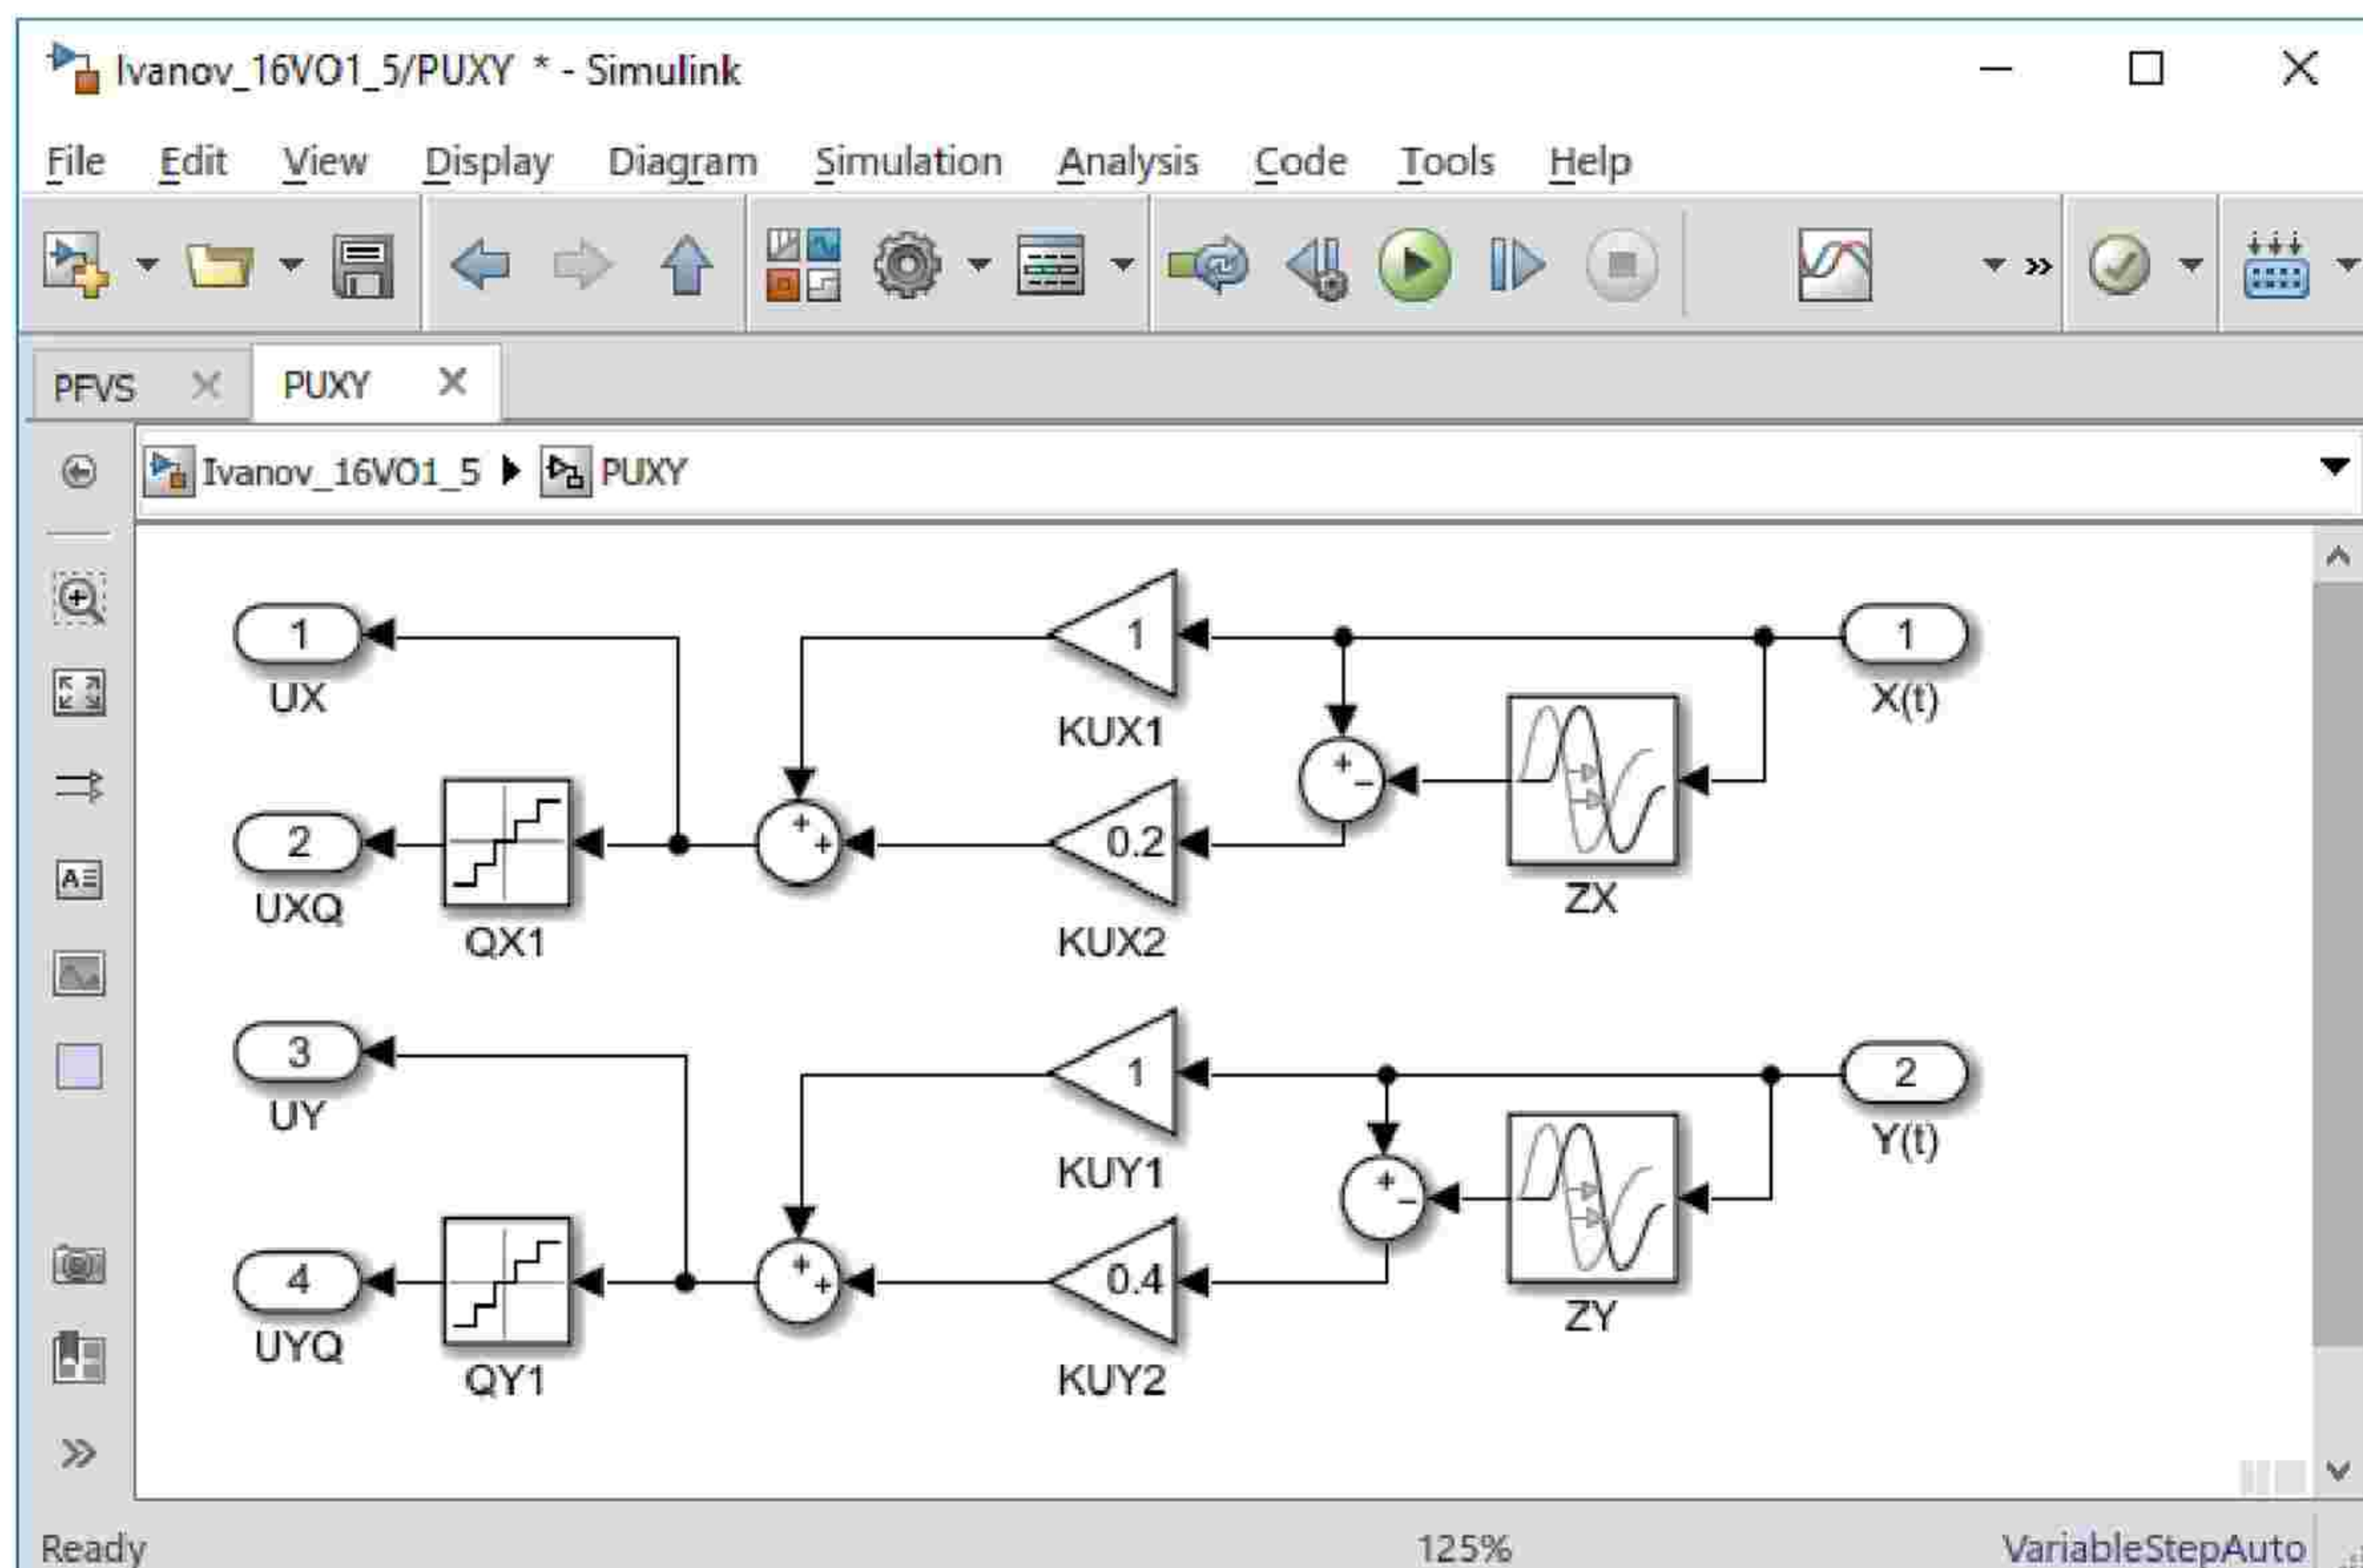 Ivanov_16VO1_5/PUXY * - Simulink
File Edit View Display Diagram Simulation Analysis Code Tools Help
PFVS PUXY
Ivanov_16VO1_5 PUXY
1 1 1
UX KUX1 X(t)
+ −
2 + + 0.2
UXQ QX1 KUX2 ZX
3 1 2
UY KUY1 Y(t)
+ −
4 + + 0.4
UYQ QY1 KUY2 ZY
Ready 125% VariableStepAuto